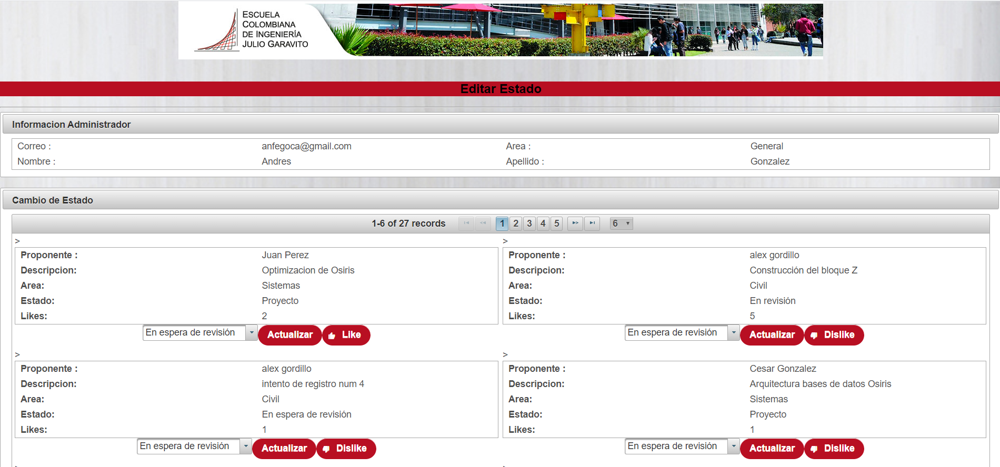 ESCUELA
COLOMBIANA
DE INGENIERÍA
JULIO GARAVITO
Editar Estado
Informacion Administrador
Correo : anfegoca@gmail.com Area : General
Nombre : Andres Apellido : Gonzalez
Cambio de Estado
1-6 of 27 records 1 2 3 4 5 6
>
Proponente : Juan Perez
Descripcion: Optimizacion de Osiris
Area: Sistemas
Estado: Proyecto
Likes: 2
En espera de revisión Actualizar Like
>
Proponente : alex gordillo
Descripcion: Construcción del bloque Z
Area: Civil
Estado: En revisión
Likes: 5
En espera de revisión Actualizar Dislike
>
Proponente : alex gordillo
Descripcion: intento de registro num 4
Area: Civil
Estado: En espera de revisión
Likes: 1
En espera de revisión Actualizar Dislike
>
Proponente : Cesar Gonzalez
Descripcion: Arquitectura bases de datos Osiris
Area: Sistemas
Estado: Proyecto
Likes: 1
En espera de revisión Actualizar Dislike